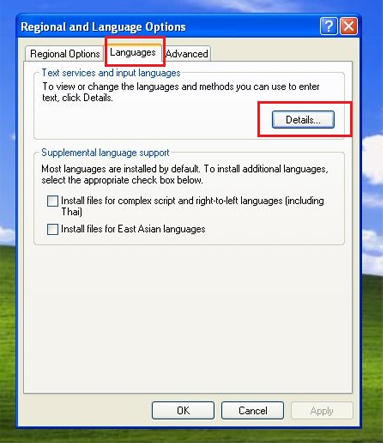 Regional and Language Options
Regional Options
Languages
Advanced
Text services and input languages
To view or change the languages and methods you can use to enter
text, click Details.
Details...
Supplemental language support
Most languages are installed by default. To install additional languages,
select the appropriate check box below.
Install files for complex script and right-to-left languages (including
Thai)
Install files for East Asian languages
OK
Cancel
Apply